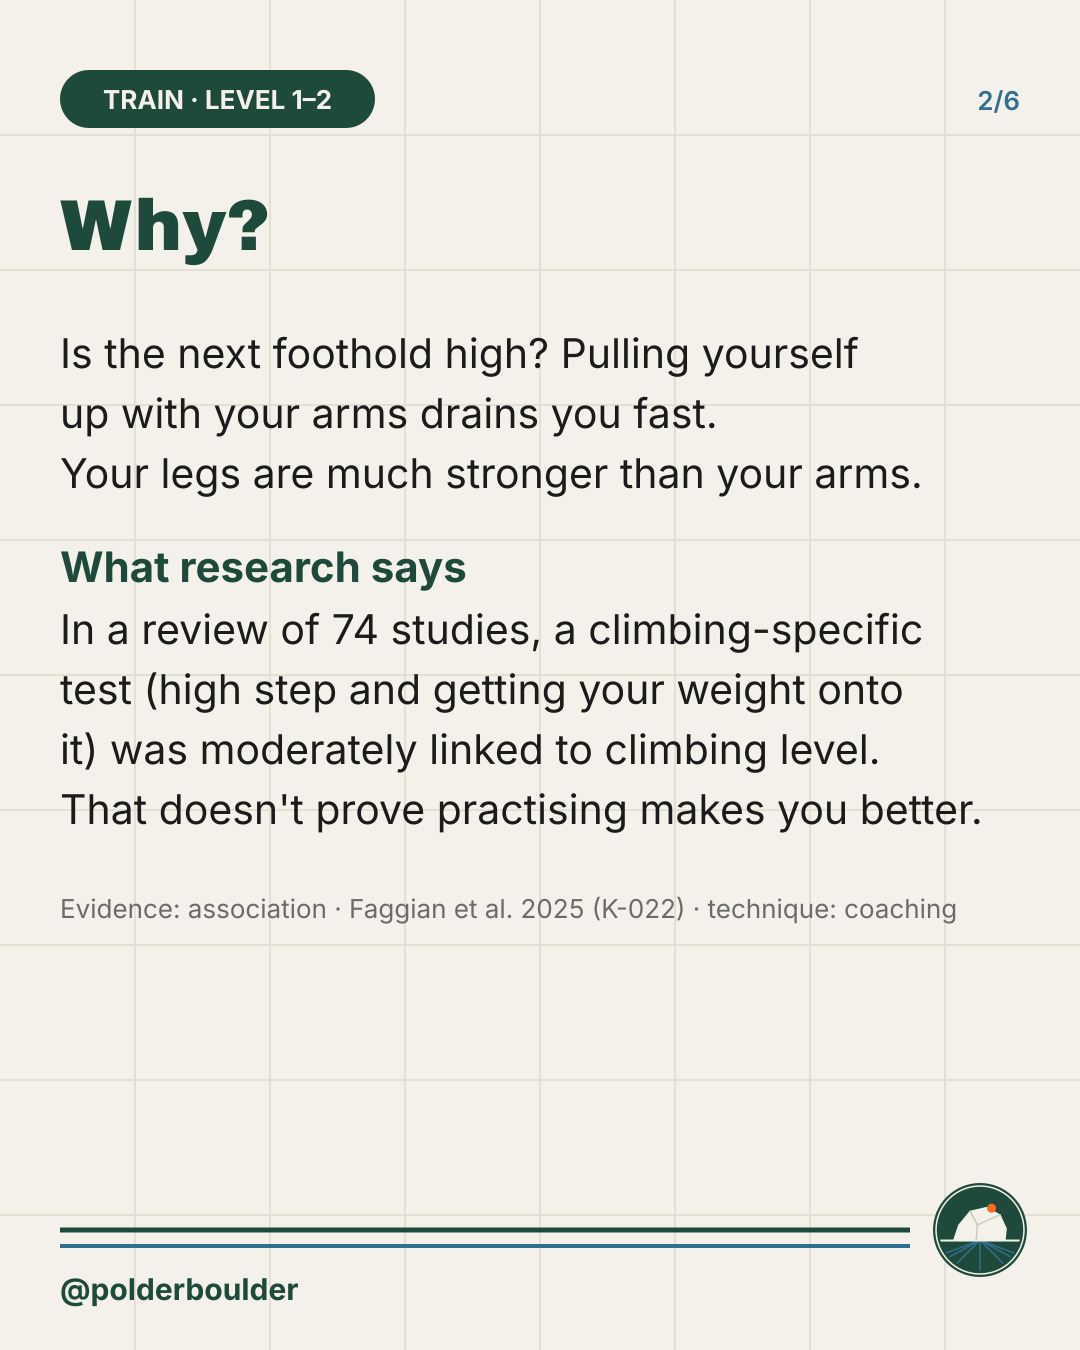 TRAIN · LEVEL 1–2
2/6
Why?
Is the next foothold high? Pulling yourself
up with your arms drains you fast.
Your legs are much stronger than your arms.
What research says
In a review of 74 studies, a climbing-specific
test (high step and getting your weight onto
it) was moderately linked to climbing level.
That doesn't prove practising makes you better.
Evidence: association · Faggian et al. 2025 (K-022) · technique: coaching
@polderboulder